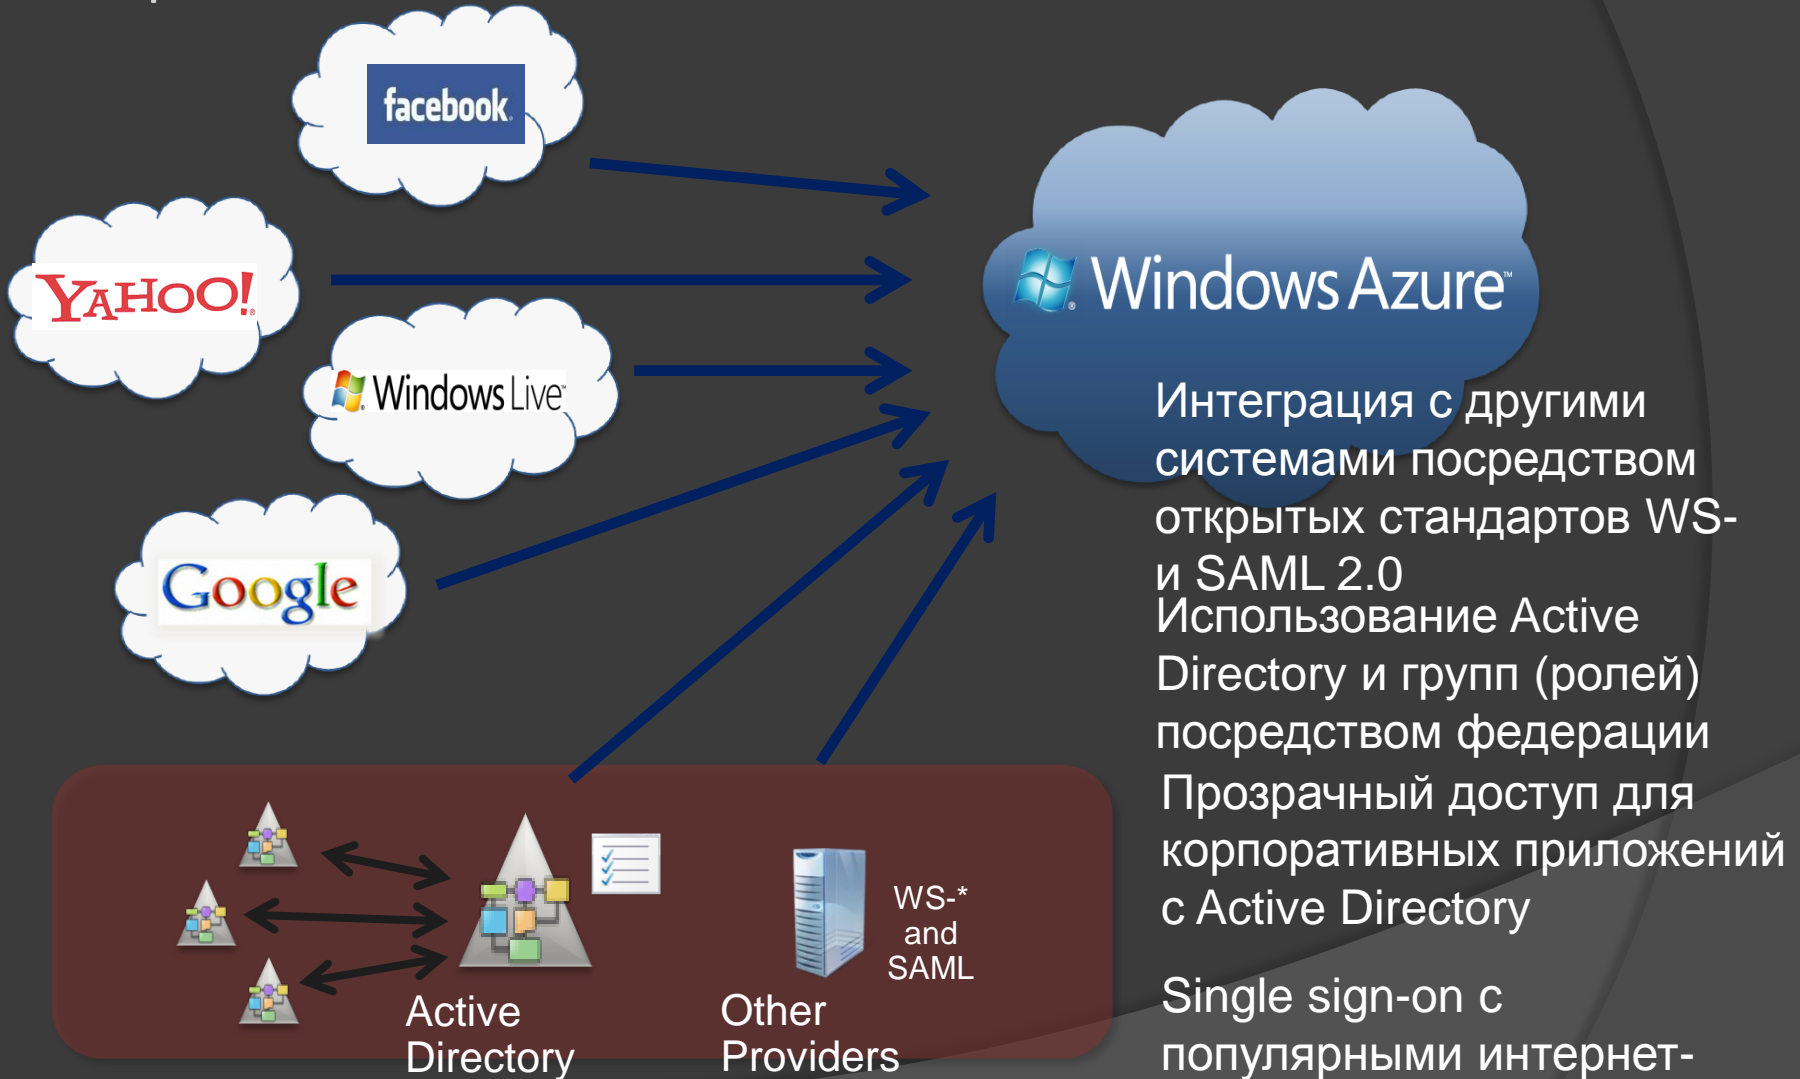 facebook.
YAHOO!
Windows Live™
Google
Windows Azure™
Интеграция с другими
системами посредством
открытых стандартов WS-
и SAML 2.0
Использование Active
Directory и групп (ролей)
посредством федерации
Прозрачный доступ для
корпоративных приложений
с Active Directory
Single sign-on с
популярными интернет-
WS-*
and
SAML
Active
Directory
Other
Providers